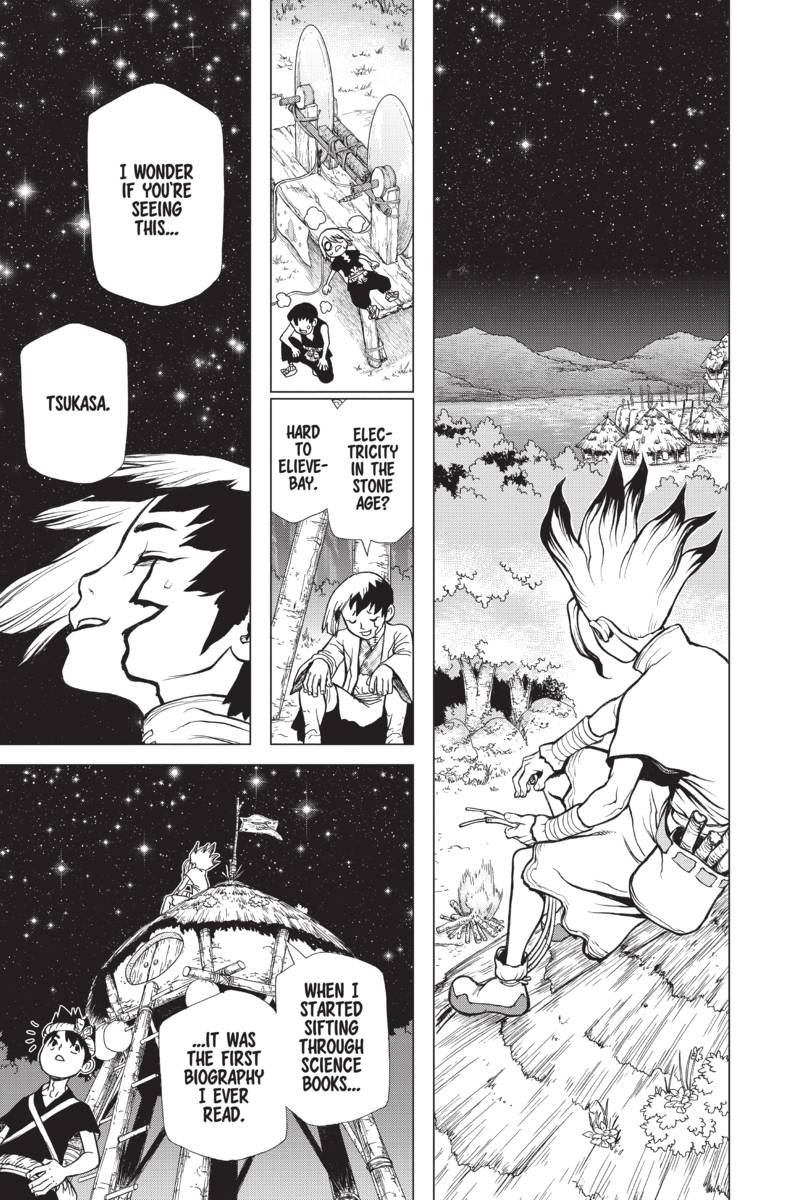 ELEC-
TRICITY
IN THE
STONE
AGE?
HARD
TO
ELIEVE-
BAY.
I WONDER
IF YOU'RE
SEEING
THIS...
TSUKASA.
WHEN I
STARTED
SIFTING
THROUGH
SCIENCE
BOOKS...
...IT WAS
THE FIRST
BIOGRAPHY
I EVER
READ.